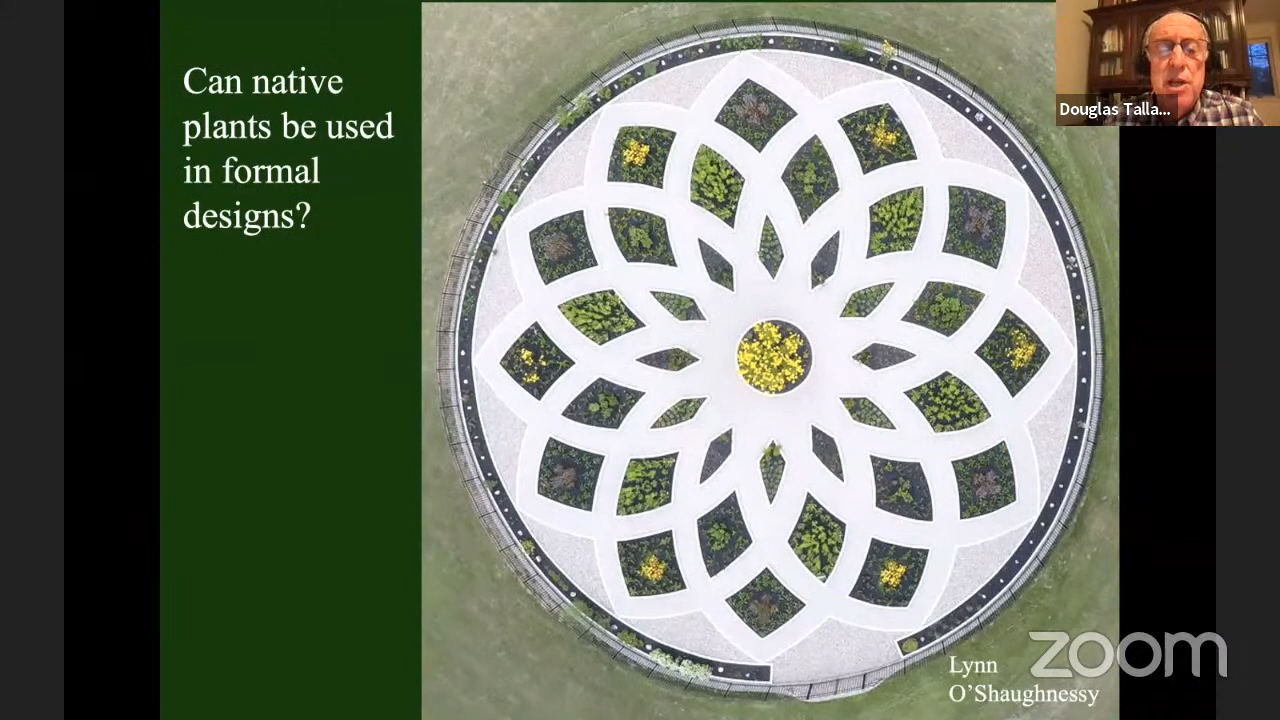 Can native
plants be used
in formal
designs?
Douglas Talla...
Lynn
O'Shaughnessy
zoom